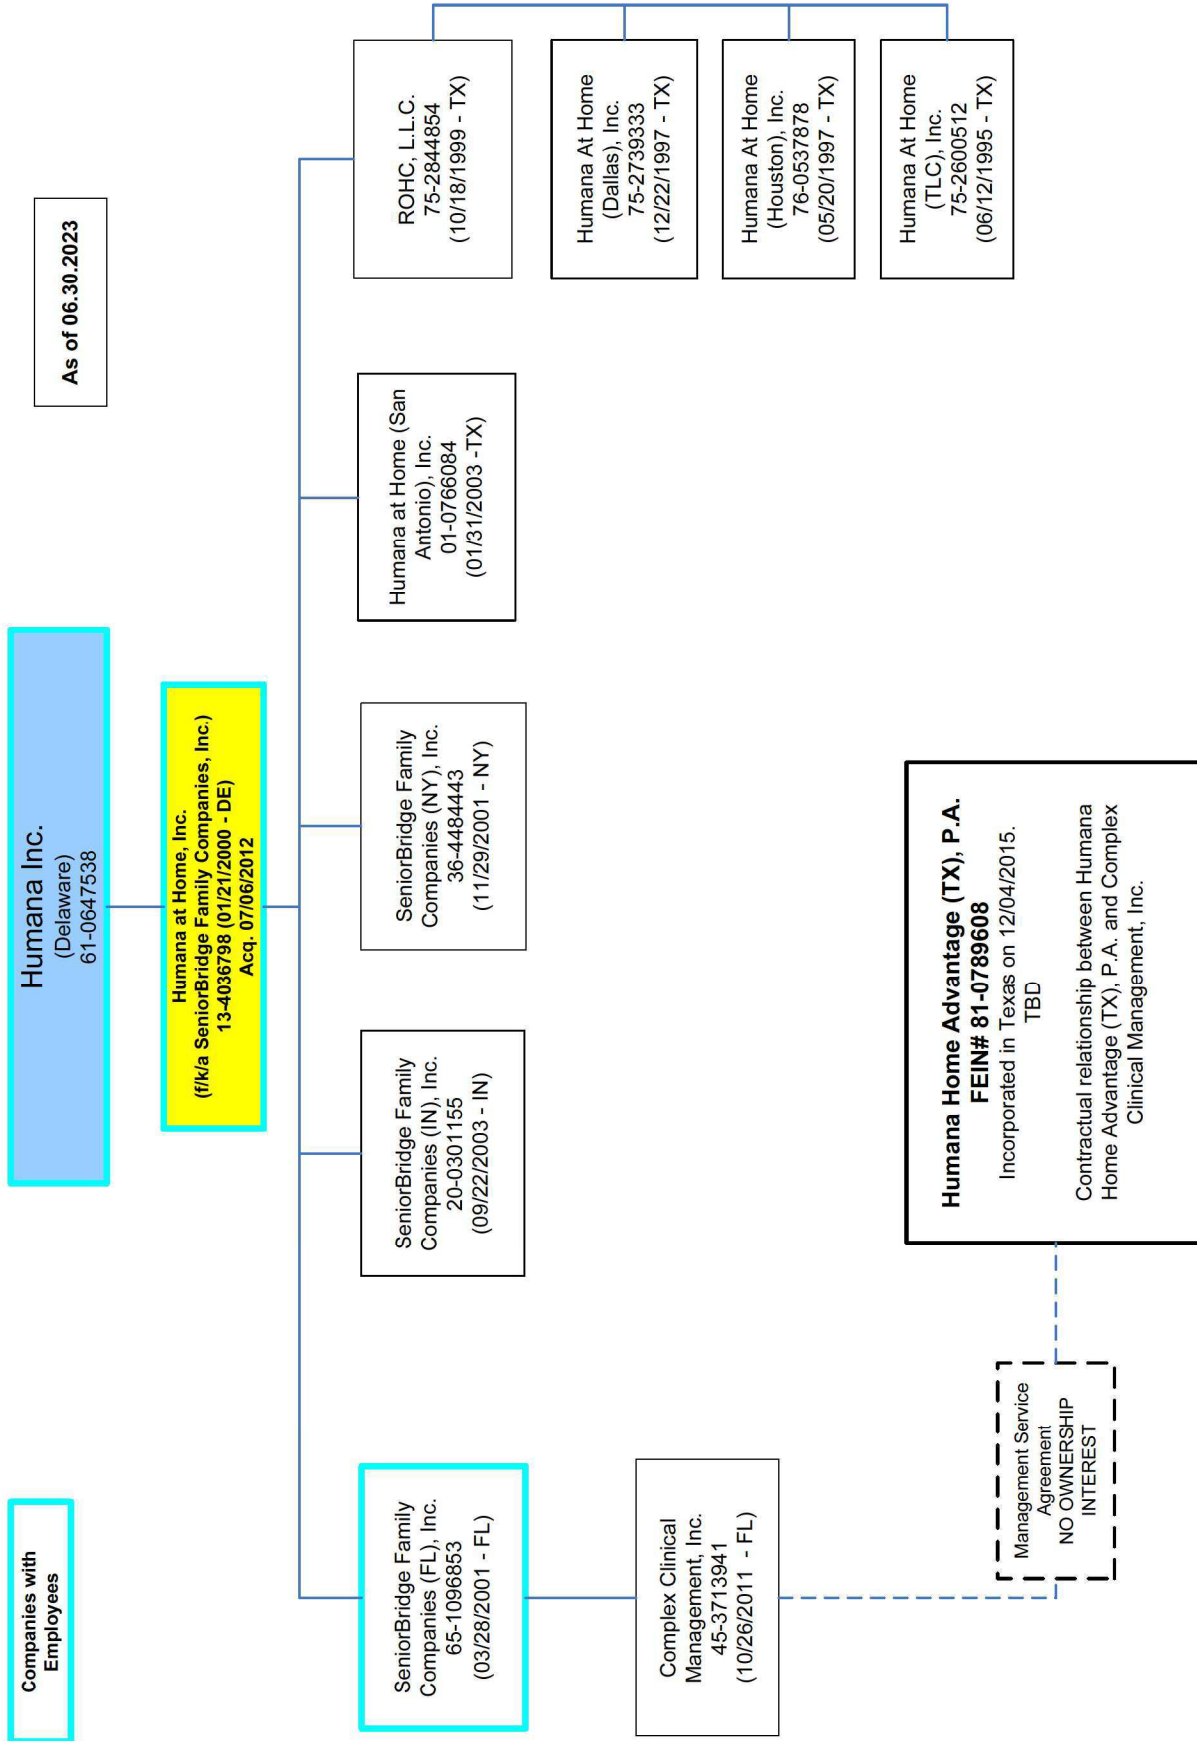 Companies with
Employees
Humana Inc.
(Delaware)
61-0647538
As of 06.30.2023
Humana at Home, Inc.
(f/k/a SeniorBridge Family Companies, Inc.)
13-4036798 (01/21/2000 - DE)
Acq. 07/06/2012
SeniorBridge Family
Companies (FL), Inc.
65-1096853
(03/28/2001 - FL)
SeniorBridge Family
Companies (IN), Inc.
20-0301155
(09/22/2003 - IN)
SeniorBridge Family
Companies (NY), Inc.
36-4484443
(11/29/2001 - NY)
Humana at Home (San
Antonio), Inc.
01-0766084
(01/31/2003 -TX)
ROHC, L.L.C.
75-2844854
(10/18/1999 - TX)
Humana At Home
(Dallas), Inc.
75-2739333
(12/22/1997 - TX)
Humana At Home
(Houston), Inc.
76-0537878
(05/20/1997 - TX)
Humana At Home
(TLC), Inc.
75-2600512
(06/12/1995 - TX)
Complex Clinical
Management, Inc.
45-3713941
(10/26/2011 - FL)
Management Service
Agreement
NO OWNERSHIP
INTEREST
Humana Home Advantage (TX), P.A.
FEIN# 81-0789608
Incorporated in Texas on 12/04/2015.
TBD
Contractual relationship between Humana
Home Advantage (TX), P.A. and Complex
Clinical Management, Inc.